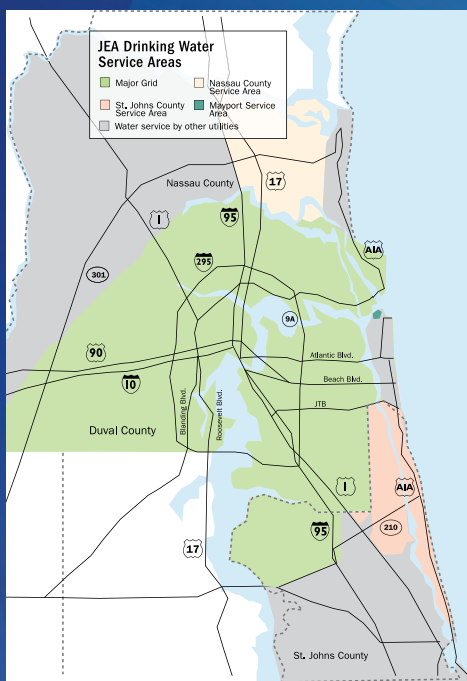 JEA Drinking Water
Service Areas
Major Grid
Nassau County
Service Area
St. Johns County
Service Area
Mayport Service
Area
Water service by other utilities
Nassau County
17
1
95
A1A
295
301
9A
90
Atlantic Blvd.
10
Beach Blvd.
Blanding Blvd.
Roosevelt Blvd.
JTB
Duval County
1
A1A
95
210
17
St. Johns County